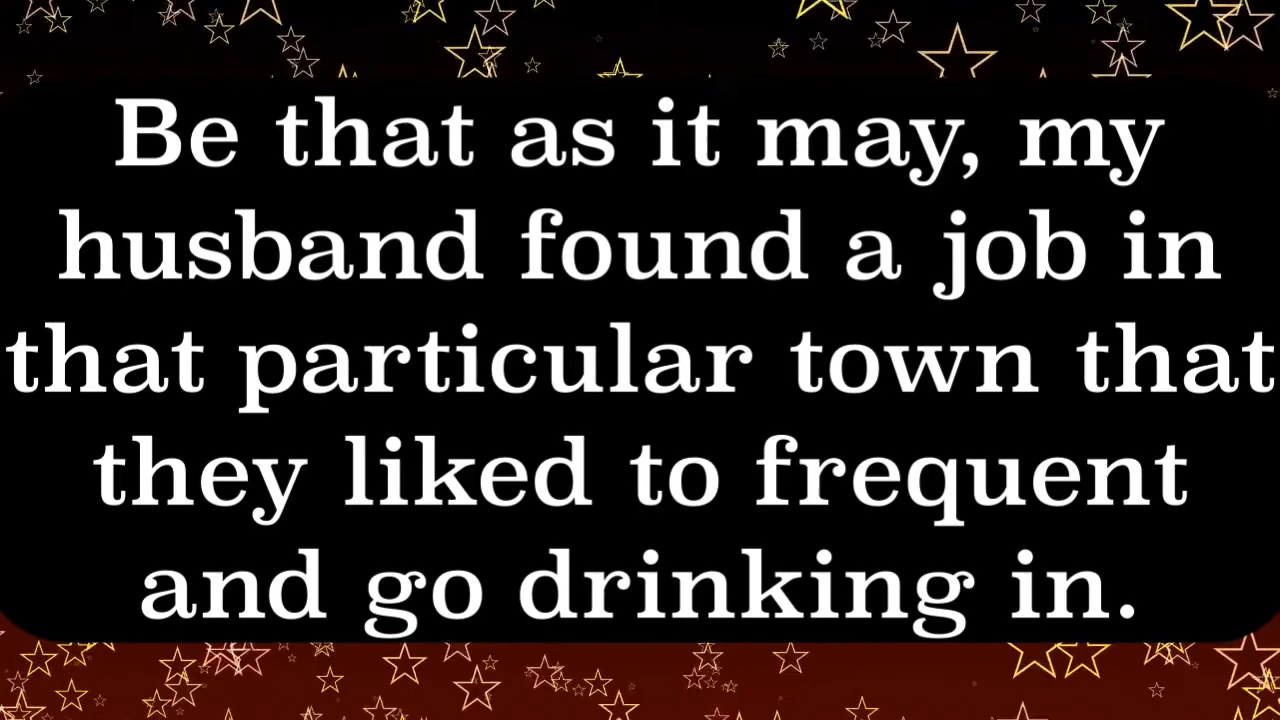 Be that as it may, my
husband found a job in
that particular town that
they liked to frequent
and go drinking in.